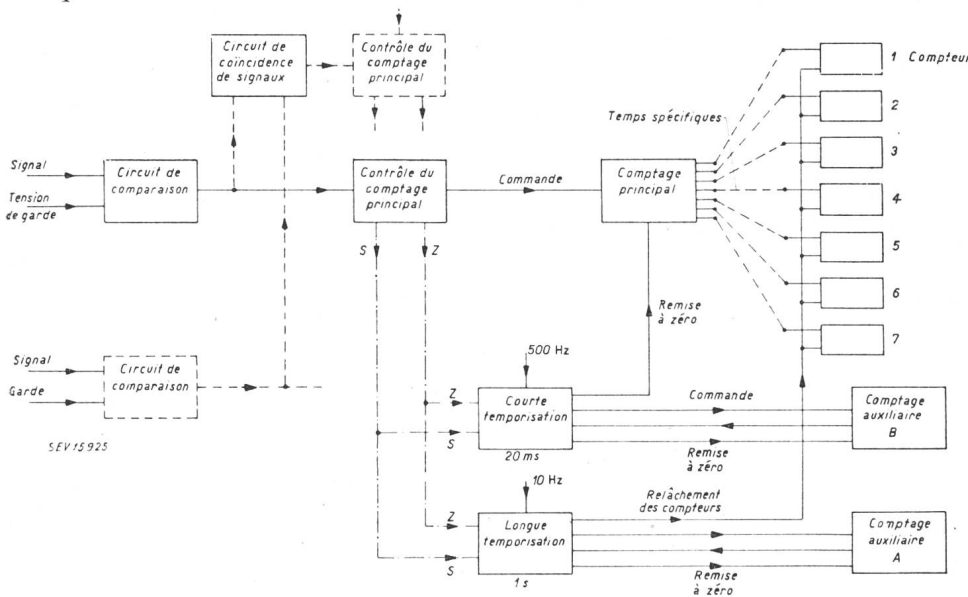 Circuit de
coïncidence
de signaux
Contrôle du
comptage
principal
1 Compteur
2
Temps spécifiques
3
Signal
Tension
de garde
Circuit de
comparaison
Contrôle du
comptage
principal
Commande
Comptage
principal
4
S
Z
5
6
Remise
à zéro
7
Signal
Garde
Circuit de
comparaison
500 Hz
SEV15925
Z
S
Courte
temporisation
20 ms
Commande
Remise
à zéro
Comptage
auxiliaire
B
10 Hz
Z
S
Longue
temporisation
1 s
Relâchement
des compteurs
Remise
à zéro
Comptage
auxiliaire
A